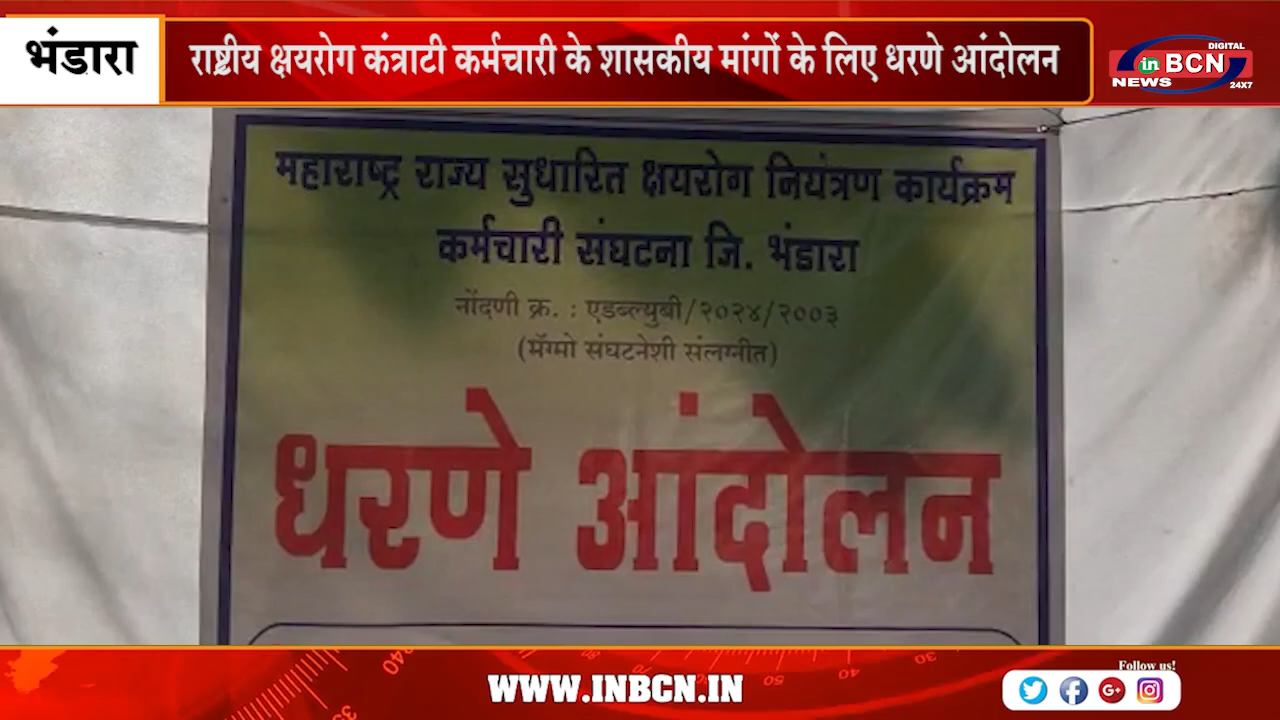 भंडारा
राष्ट्रीय क्षयरोग कंत्राटी कर्मचारी के शासकीय मांगों के लिए धरणे आंदोलन
DIGITAL
in BCN
NEWS
24X7
महाराष्ट्र राज्य सुधारित क्षयरोग नियंत्रण कार्यक्रम
कर्मचारी संघटना जि. भंडारा
नोंदणी क्र. : एडब्ल्युबी/२०२४/२००३
(मॅग्मो संघटनेशी संलग्नीत)
धरणे आंदोलन
WWW.INBCN.IN
Follow us!